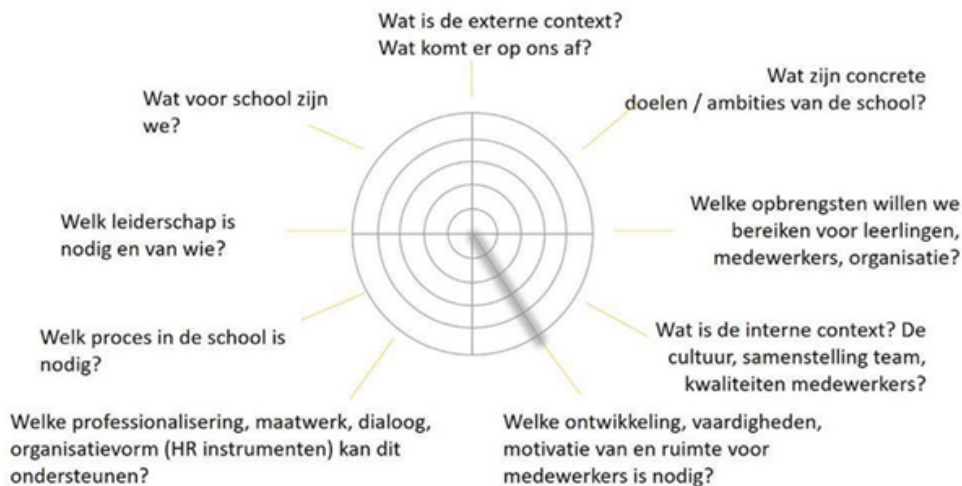 Wat is de externe context?
Wat komt er op ons af?
Wat zijn concrete
doelen / ambities van de school?
Welke opbrengsten willen we
bereiken voor leerlingen,
medewerkers, organisatie?
Wat is de interne context? De
cultuur, samenstelling team,
kwaliteiten medewerkers?
Welke ontwikkeling, vaardigheden,
motivatie van en ruimte voor
medewerkers is nodig?
Welke professionalisering, maatwerk, dialoog,
organisatievorm (HR instrumenten) kan dit
ondersteunen?
Welk proces in de school is
nodig?
Welk leiderschap is
nodig en van wie?
Wat voor school zijn
we?